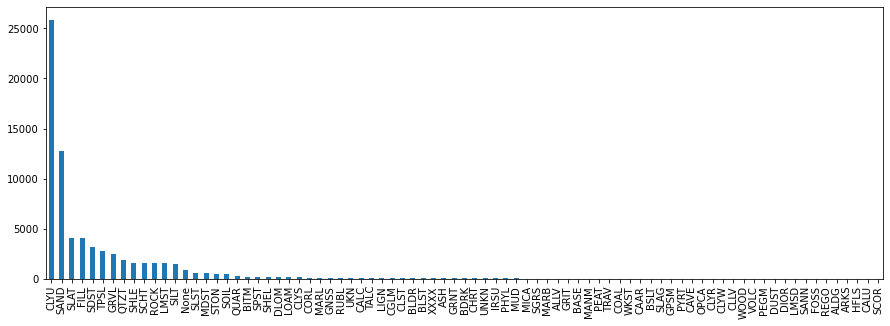 25000
20000
15000
10000
5000
0
CLYU
SAND
SLAT
FILL
SDST
TPSL
GRVL
QTZT
SHLE
SCHT
ROCK
LMST
SILT
None
SLST
MDST
STON
SOIL
QUAR
BITM
SPST
SHEL
DLOM
LOAM
CLYS
CORL
MARL
GNSS
RUBL
UKN
CALC
TALC
LIGN
CGLM
CLST
BLDR
BLST
XXXX
ASH
GRNT
BDRK
CHRT
UNKN
IRSU
PHYL
MUD
MICA
SGRS
MARB
ALLV
GRIT
BASE
MANM
PEAT
TRAV
COAL
WKST
CAAR
BSLT
SLAG
GPSM
PYRT
CAVE
OPCA
CLYR
CLYW
CLLV
WOOD
VOLC
PEGM
DUST
DIOR
LMSD
SANN
FOSS
REGO
ALDG
ARKS
HFLS
CALU
SCOR